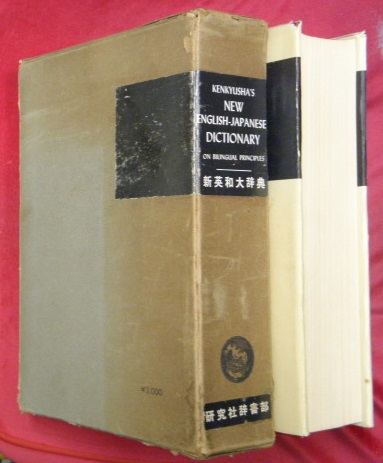 KENKYUSHA'S
NEW
ENGLISH-JAPANESE
DICTIONARY
ON BILINGUAL PRINCIPLES
新英和大辞典
研究社辞書部